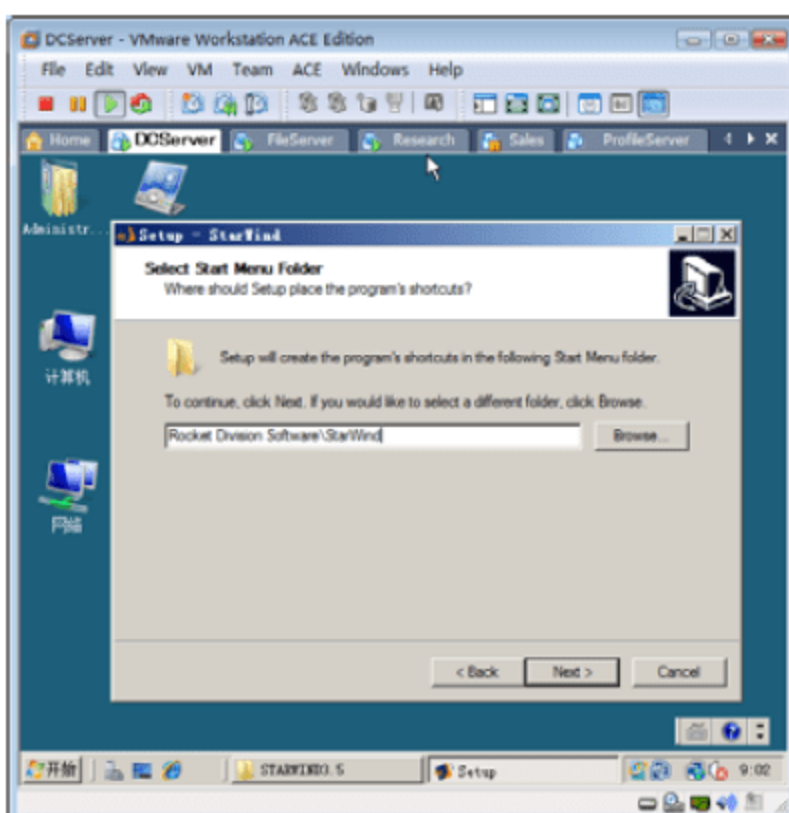 DCServer - VMware Workstation ACE Edition
File Edit View VM Team ACE Windows Help
Home DCServer FileServer Research Sales ProfileServer
Administr...
Setup - StarWind
Select Start Menu Folder
Where should Setup place the program's shortcuts?
Setup will create the program's shortcuts in the following Start Menu folder.
计算机
To continue, click Next. If you would like to select a different folder, click Browse.
Rocket Division Software\StarWind
Browse...
网络
< Back Next > Cancel
开始 STARWIND3.5 Setup 9:02